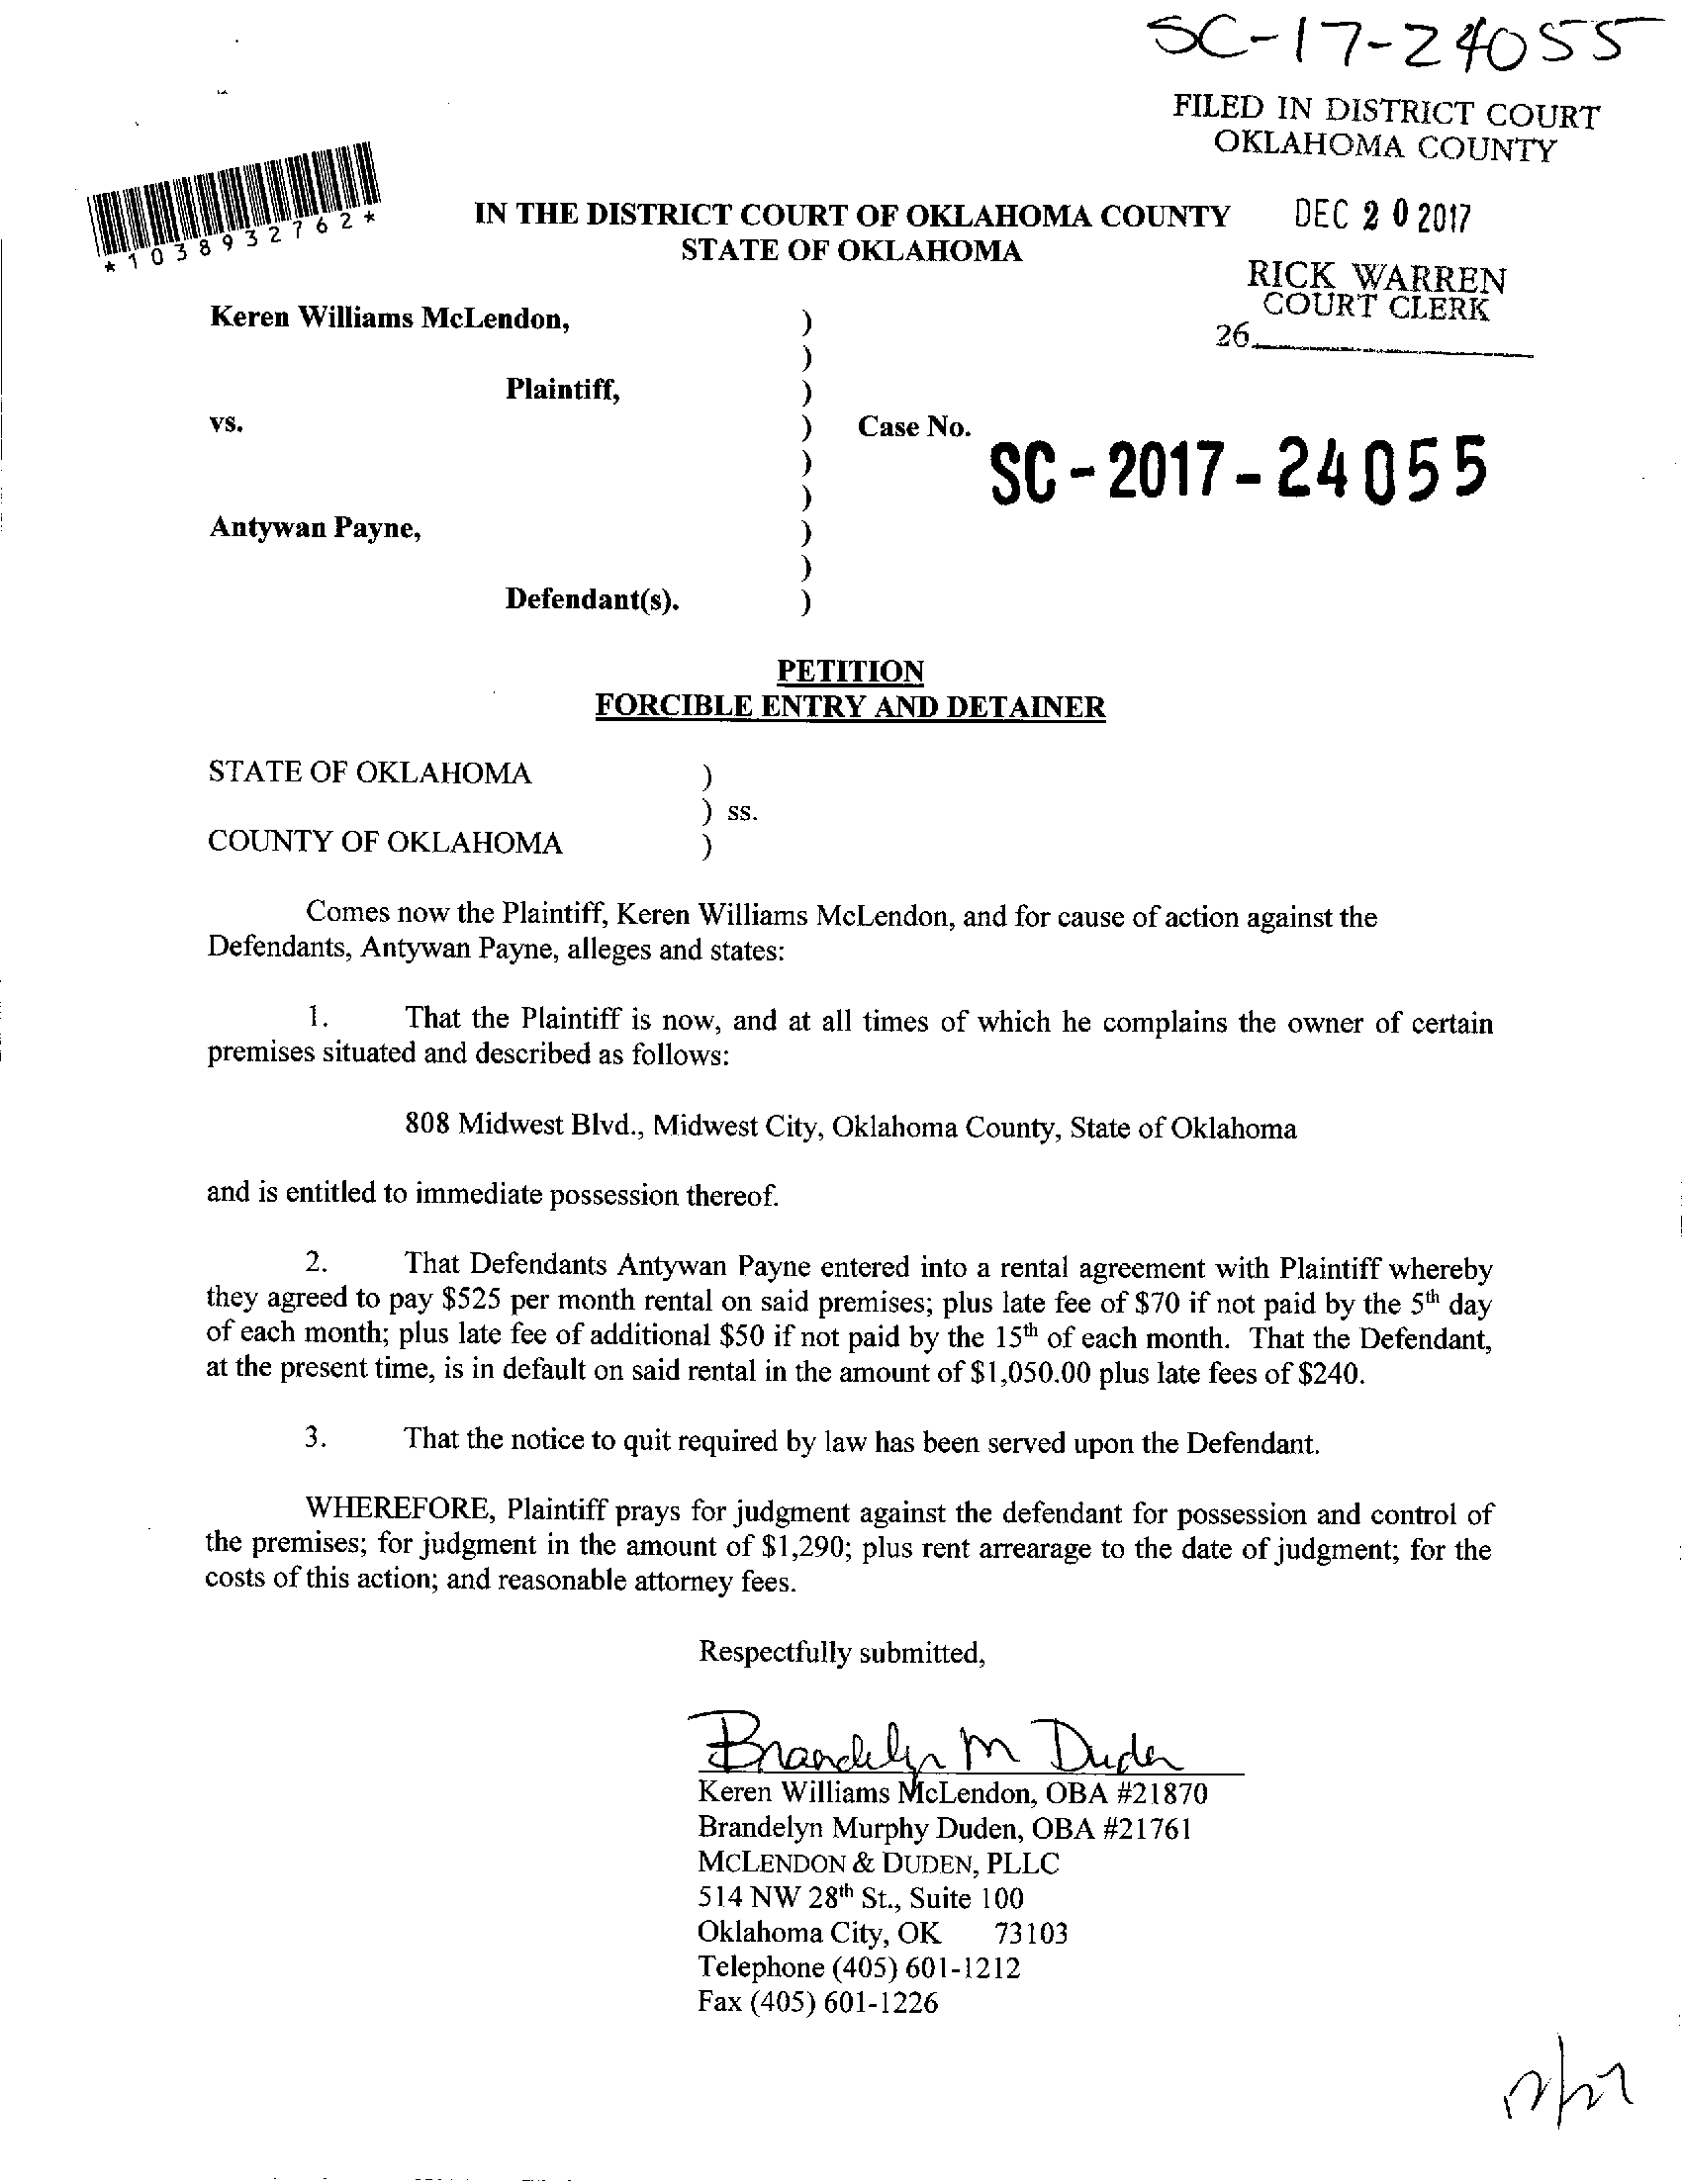 SC-17-24055
FILED IN DISTRICT COURT
OKLAHOMA COUNTY
*1038932762*
IN THE DISTRICT COURT OF OKLAHOMA COUNTY
STATE OF OKLAHOMA
DEC 20 2017
RICK WARREN
COURT CLERK
26
Keren Williams McLendon, )
)
Plaintiff, )
vs. ) Case No.
SC-2017-24055
)
)
Antywan Payne, )
)
Defendant(s). )
PETITION
FORCIBLE ENTRY AND DETAINER
STATE OF OKLAHOMA )
) ss.
COUNTY OF OKLAHOMA )
Comes now the Plaintiff, Keren Williams McLendon, and for cause of action against the
Defendants, Antywan Payne, alleges and states:
1. That the Plaintiff is now, and at all times of which he complains the owner of certain
premises situated and described as follows:
808 Midwest Blvd., Midwest City, Oklahoma County, State of Oklahoma
and is entitled to immediate possession thereof.
2. That Defendants Antywan Payne entered into a rental agreement with Plaintiff whereby
they agreed to pay $525 per month rental on said premises; plus late fee of $70 if not paid by the 5th day
of each month; plus late fee of additional $50 if not paid by the 15th of each month. That the Defendant,
at the present time, is in default on said rental in the amount of $1,050.00 plus late fees of $240.
3. That the notice to quit required by law has been served upon the Defendant.
WHEREFORE, Plaintiff prays for judgment against the defendant for possession and control of
the premises; for judgment in the amount of $1,290; plus rent arrearage to the date of judgment; for the
costs of this action; and reasonable attorney fees.
Respectfully submitted,
Brandelyn M Duden
Keren Williams McLendon, OBA #21870
Brandelyn Murphy Duden, OBA #21761
MCLENDON & DUDEN, PLLC
514 NW 28th St., Suite 100
Oklahoma City, OK 73103
Telephone (405) 601-1212
Fax (405) 601-1226